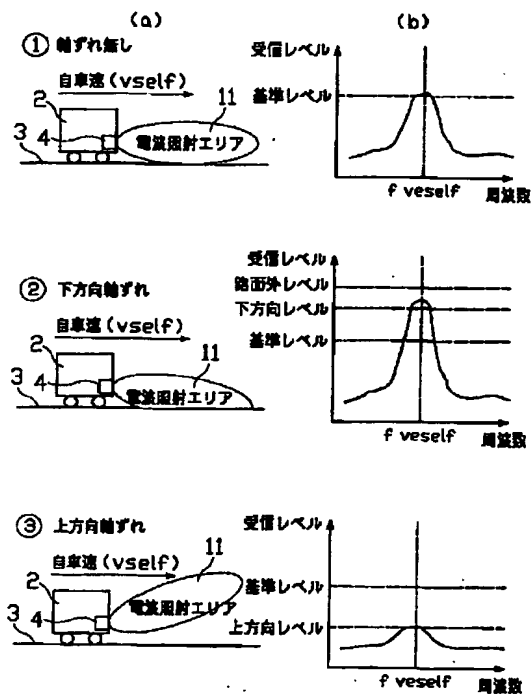 (a)
(b)
① 軸ずれ無し
自車速(vself)
2
11
4
3
電波照射エリア
受信レベル
基準レベル
f veself
周波数
② 下方向軸ずれ
自車速(vself)
2
11
4
3
電波照射エリア
受信レベル
路面外レベル
下方向レベル
基準レベル
f veself
周波数
③ 上方向軸ずれ
自車速(vself)
11
2
4
3
電波照射エリア
受信レベル
基準レベル
上方向レベル
f veself
周波数